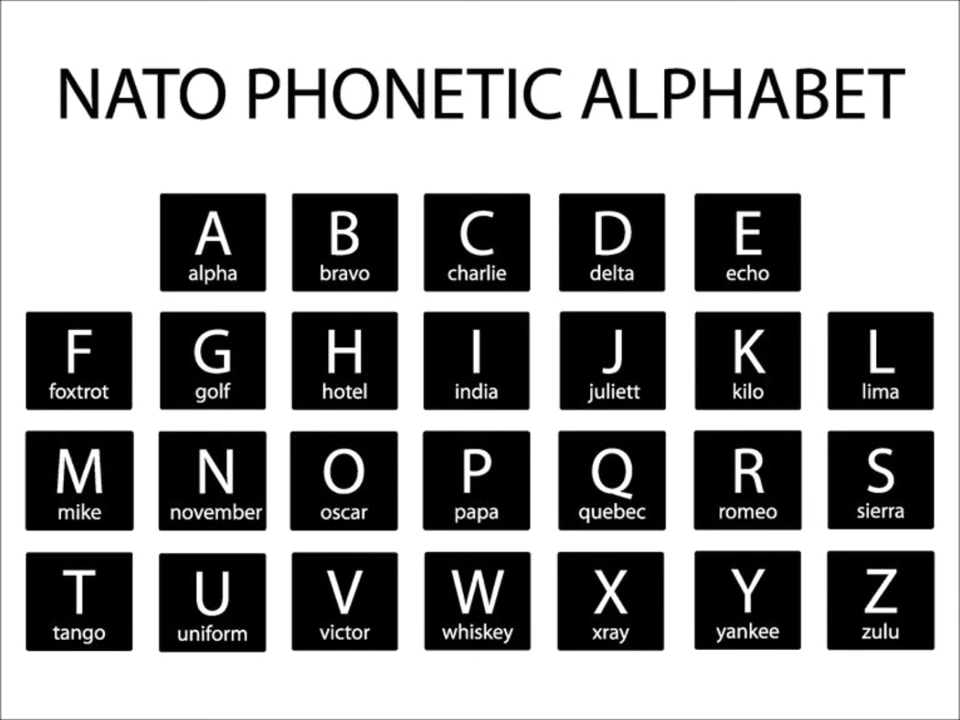 NATO PHONETIC ALPHABET
A B C D E
alpha bravo charlie delta echo
F G H I J K L
foxtrot golf hotel india juliett kilo lima
M N O P Q R S
mike november oscar papa quebec romeo sierra
T U V W X Y Z
tango uniform victor whiskey xray yankee zulu